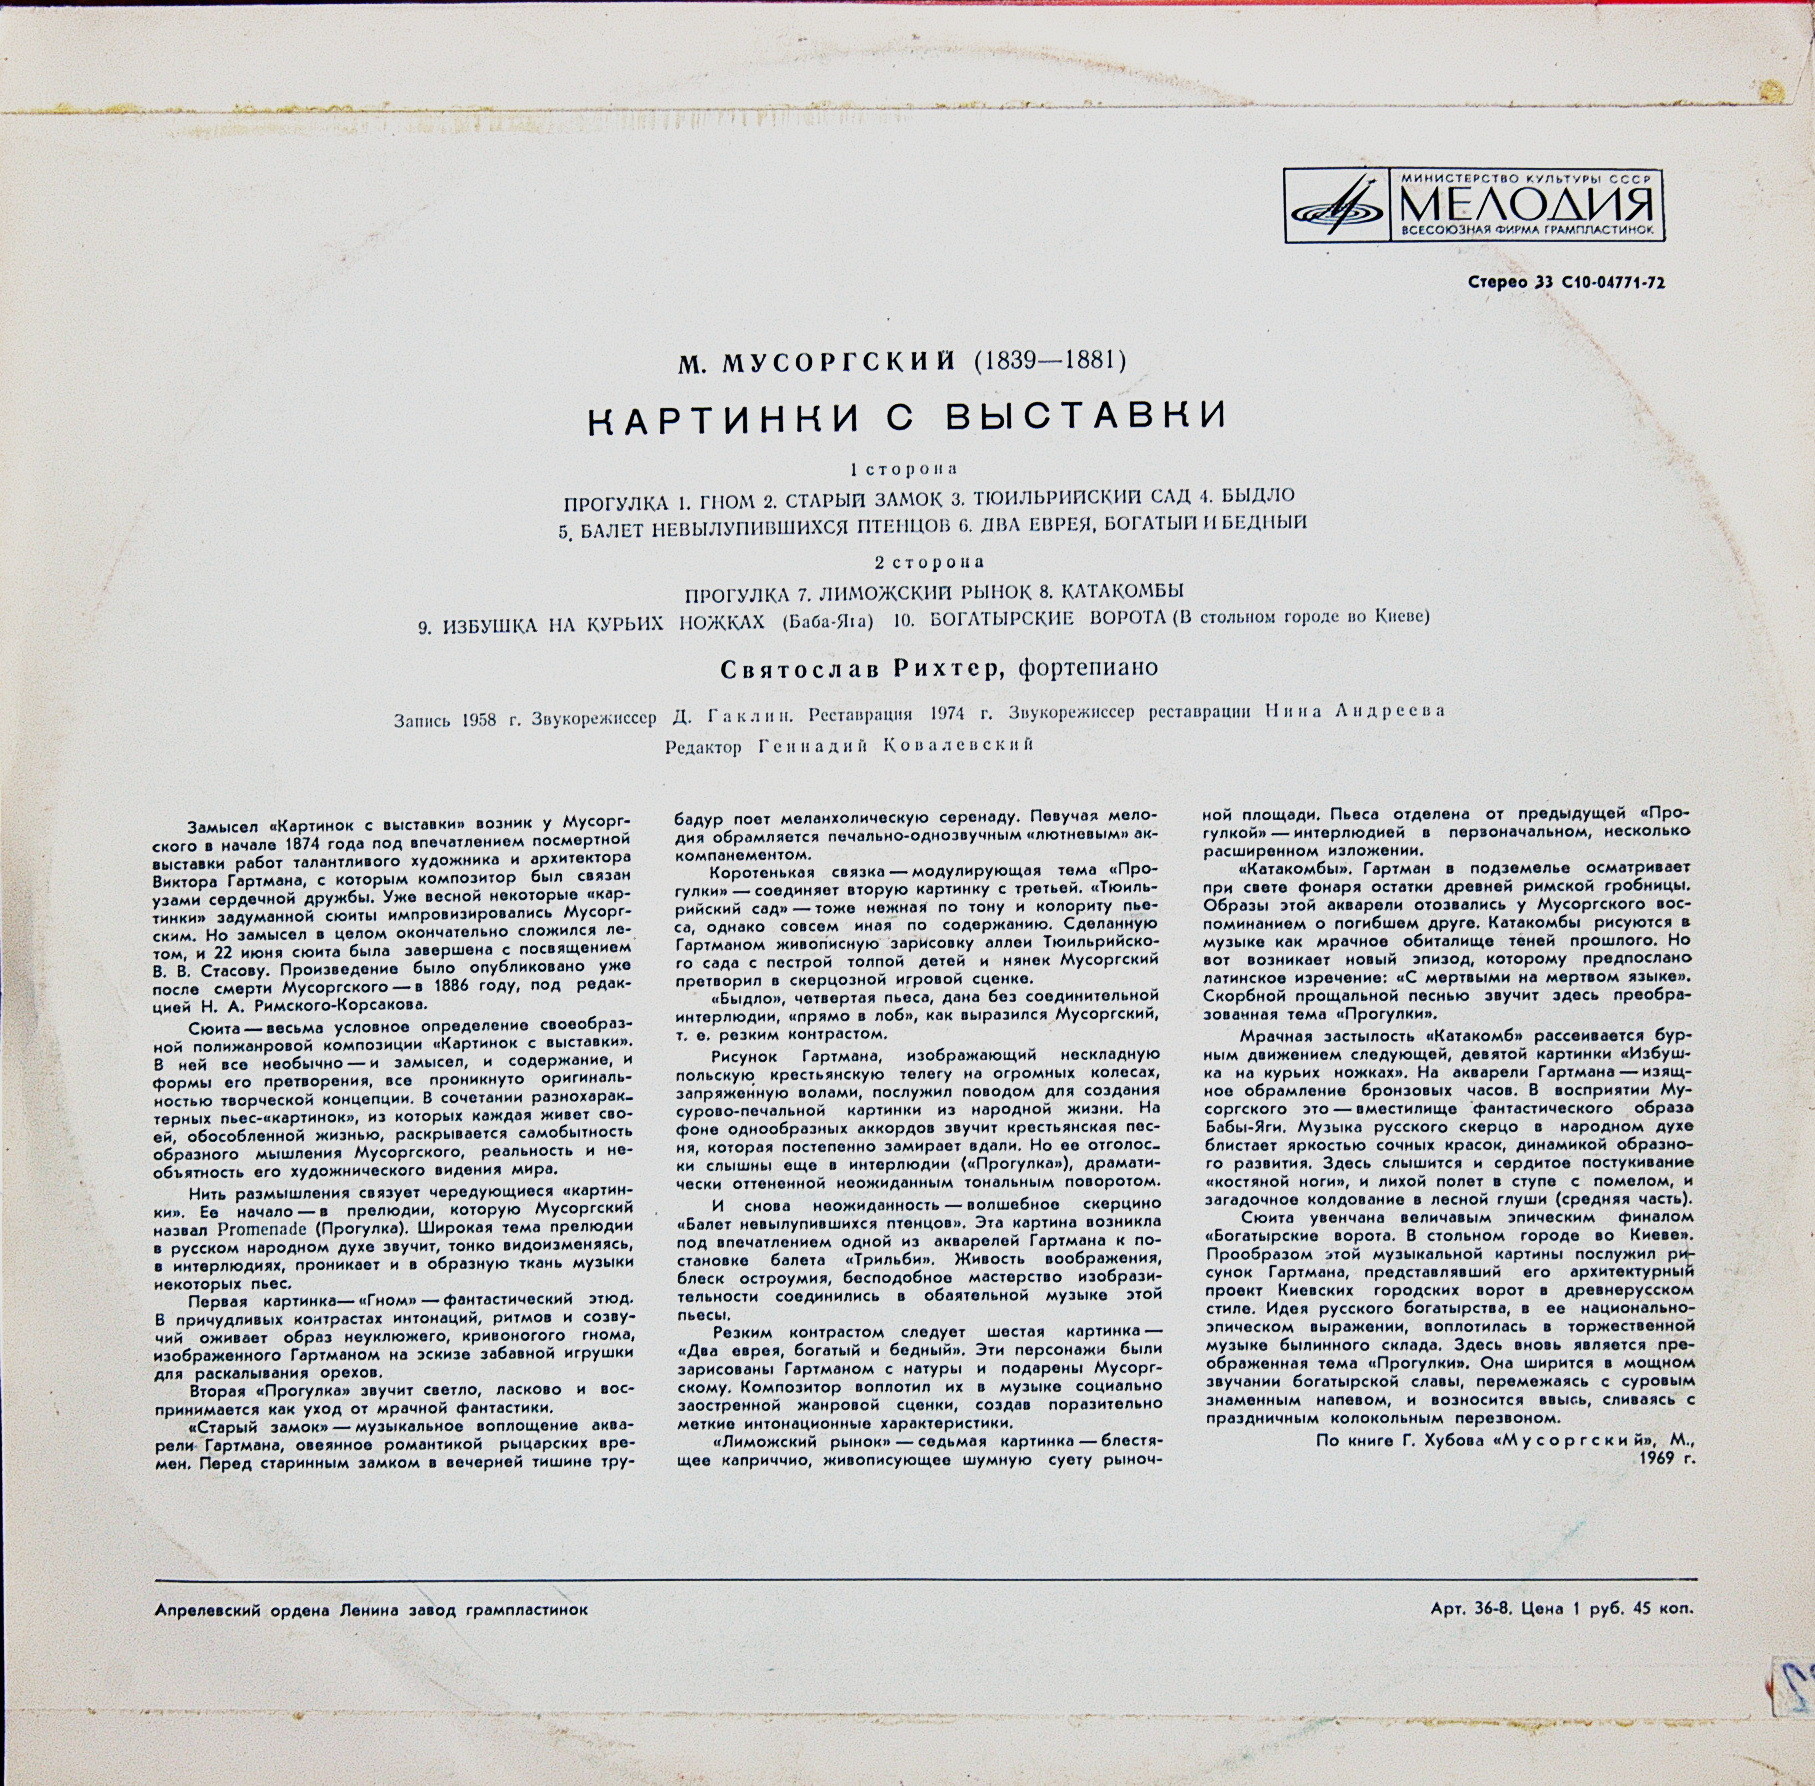 МИНИСТЕРСТВО КУЛЬТУРЫ СССР
МЕЛОДИЯ
ВСЕСОЮЗНАЯ ФИРМА ГРАМПЛАСТИНОК
Стерео 33 С10-04771-72
М. МУСОРГСКИЙ (1839—1881)
КАРТИНКИ С ВЫСТАВКИ
1 сторона
ПРОГУЛКА 1. ГНОМ 2. СТАРЫЙ ЗАМОК 3. ТЮИЛЬРИЙСКИЙ САД 4. БЫДЛО
5. БАЛЕТ НЕВЫЛУПИВШИХСЯ ПТЕНЦОВ 6. ДВА ЕВРЕЯ, БОГАТЫЙ И БЕДНЫЙ
2 сторона
ПРОГУЛКА 7. ЛИМОЖСКИЙ РЫНОК 8. КАТАКОМБЫ
9. ИЗБУШКА НА КУРЬИХ НОЖКАХ (Баба-Яга) 10. БОГАТЫРСКИЕ ВОРОТА (В стольном городе во Киеве)
Святослав Рихтер, фортепиано
Запись 1958 г. Звукорежиссер Д. Гаклин. Реставрация 1974 г. Звукорежиссер реставрации Нина Андреева
Редактор Геннадий Ковалевский
Замысел «Картинок с выставки» возник у Мусорг-
ского в начале 1874 года под впечатлением посмертной
выставки работ талантливого художника и архитектора
Виктора Гартмана, с которым композитор был связан
узами сердечной дружбы. Уже весной некоторые «кар-
тинки» задуманной сюиты импровизировались Мусорг-
ским. Но замысел в целом окончательно сложился ле-
том, и 22 июня сюита была завершена с посвящением
В. В. Стасову. Произведение было опубликовано уже
после смерти Мусоргского — в 1886 году, под редак-
цией Н. А. Римского-Корсакова.
Сюита — весьма условное определение своеобраз-
ной полижанровой композиции «Картинок с выставки».
В ней все необычно — и замысел, и содержание, и
формы его претворения, все проникнуто оригиналь-
ностью творческой концепции. В сочетании разнохарак-
терных пьес-«картинок», из которых каждая живет сво-
ей, обособленной жизнью, раскрывается самобытность
образного мышления Мусоргского, реальность и не-
объятность его художнического видения мира.
Нить размышления связует чередующиеся «картин-
ки». Ее начало — в прелюдии, которую Мусоргский
назвал Promenade (Прогулка). Широкая тема прелюдии
в русском народном духе звучит, тонко видоизменяясь,
в интерлюдиях, проникает и в образную ткань музыки
некоторых пьес.
Первая картинка— «Гном» — фантастический этюд.
В причудливых контрастах интонаций, ритмов и созву-
чий оживает образ неуклюжего, кривоногого гнома,
изображенного Гартманом на эскизе забавной игрушки
для раскалывания орехов.
Вторая «Прогулка» звучит светло, ласково и вос-
принимается как уход от мрачной фантастики.
«Старый замок» — музыкальное воплощение аква-
рели Гартмана, овеянное романтикой рыцарских вре-
мен. Перед старинным замком в вечерней тишине тру-
бадур поет меланхолическую серенаду. Певучая мело-
дия обрамляется печально-однозвучным «лютневым» ак-
компанементом.
Коротенькая связка — модулирующая тема «Про-
гулки» — соединяет вторую картинку с третьей. «Тюиль-
рийский сад» — тоже нежная по тону и колориту пье-
са, однако совсем иная по содержанию. Сделанную
Гартманом живописную зарисовку аллеи Тюильрийско-
го сада с пестрой толпой детей и нянек Мусоргский
претворил в скерцозной игровой сценке.
«Быдло», четвертая пьеса, дана без соединительной
интерлюдии, «прямо в лоб», как выразился Мусоргский,
т. е. резким контрастом.
Рисунок Гартмана, изображающий нескладную
польскую крестьянскую телегу на огромных колесах,
запряженную волами, послужил поводом для создания
сурово-печальной картинки из народной жизни. На
фоне однообразных аккордов звучит крестьянская пес-
ня, которая постепенно замирает вдали. Но ее отголос-
ки слышны еще в интерлюдии («Прогулка»), драмати-
чески оттененной неожиданным тональным поворотом.
И снова неожиданность — волшебное скерцино
«Балет невылупившихся птенцов». Эта картина возникла
под впечатлением одной из акварелей Гартмана к по-
становке балета «Трильби». Живость воображения,
блеск остроумия, бесподобное мастерство изобрази-
тельности соединились в обаятельной музыке этой
пьесы.
Резким контрастом следует шестая картинка —
«Два еврея, богатый и бедный». Эти персонажи были
зарисованы Гартманом с натуры и подарены Мусорг-
скому. Композитор воплотил их в музыке социально
заостренной жанровой сценки, создав поразительно
меткие интонационные характеристики.
«Лиможский рынок» — седьмая картинка — блестя-
щее каприччио, живописующее шумную суету рыноч-
ной площади. Пьеса отделена от предыдущей «Про-
гулкой» — интерлюдией в первоначальном, несколько
расширенном изложении.
«Катакомбы». Гартман в подземелье осматривает
при свете фонаря остатки древней римской гробницы.
Образы этой акварели отозвались у Мусоргского вос-
поминанием о погибшем друге. Катакомбы рисуются в
музыке как мрачное обиталище теней прошлого. Но
вот возникает новый эпизод, которому предпослано
латинское изречение: «С мертвыми на мертвом языке».
Скорбной прощальной песнью звучит здесь преобра-
зованная тема «Прогулки».
Мрачная застылость «Катакомб» рассеивается бур-
ным движением следующей, девятой картинки «Избуш-
ка на курьих ножках». На акварели Гартмана — изящ-
ное обрамление бронзовых часов. В восприятии Му-
соргского это — вместилище фантастического образа
Бабы-Яги. Музыка русского скерцо в народном духе
блистает яркостью сочных красок, динамикой образно-
го развития. Здесь слышится и сердитое постукивание
«костяной ноги», и лихой полет в ступе с помелом, и
загадочное колдование в лесной глуши (средняя часть).
Сюита увенчана величавым эпическим финалом
«Богатырские ворота. В стольном городе во Киеве».
Прообразом этой музыкальной картины послужил ри-
сунок Гартмана, представлявший его архитектурный
проект Киевских городских ворот в древнерусском
стиле. Идея русского богатырства, в ее национально-
эпическом выражении, воплотилась в торжественной
музыке былинного склада. Здесь вновь является пре-
ображенная тема «Прогулки». Она ширится в мощном
звучании богатырской славы, перемежаясь с суровым
знаменным напевом, и возносится ввысь, сливаясь с
праздничным колокольным перезвоном.
По книге Г. Хубова «Мусоргский», М.,
1969 г.
Апрелевский ордена Ленина завод грампластинок
Арт. 36-8. Цена 1 руб. 45 коп.